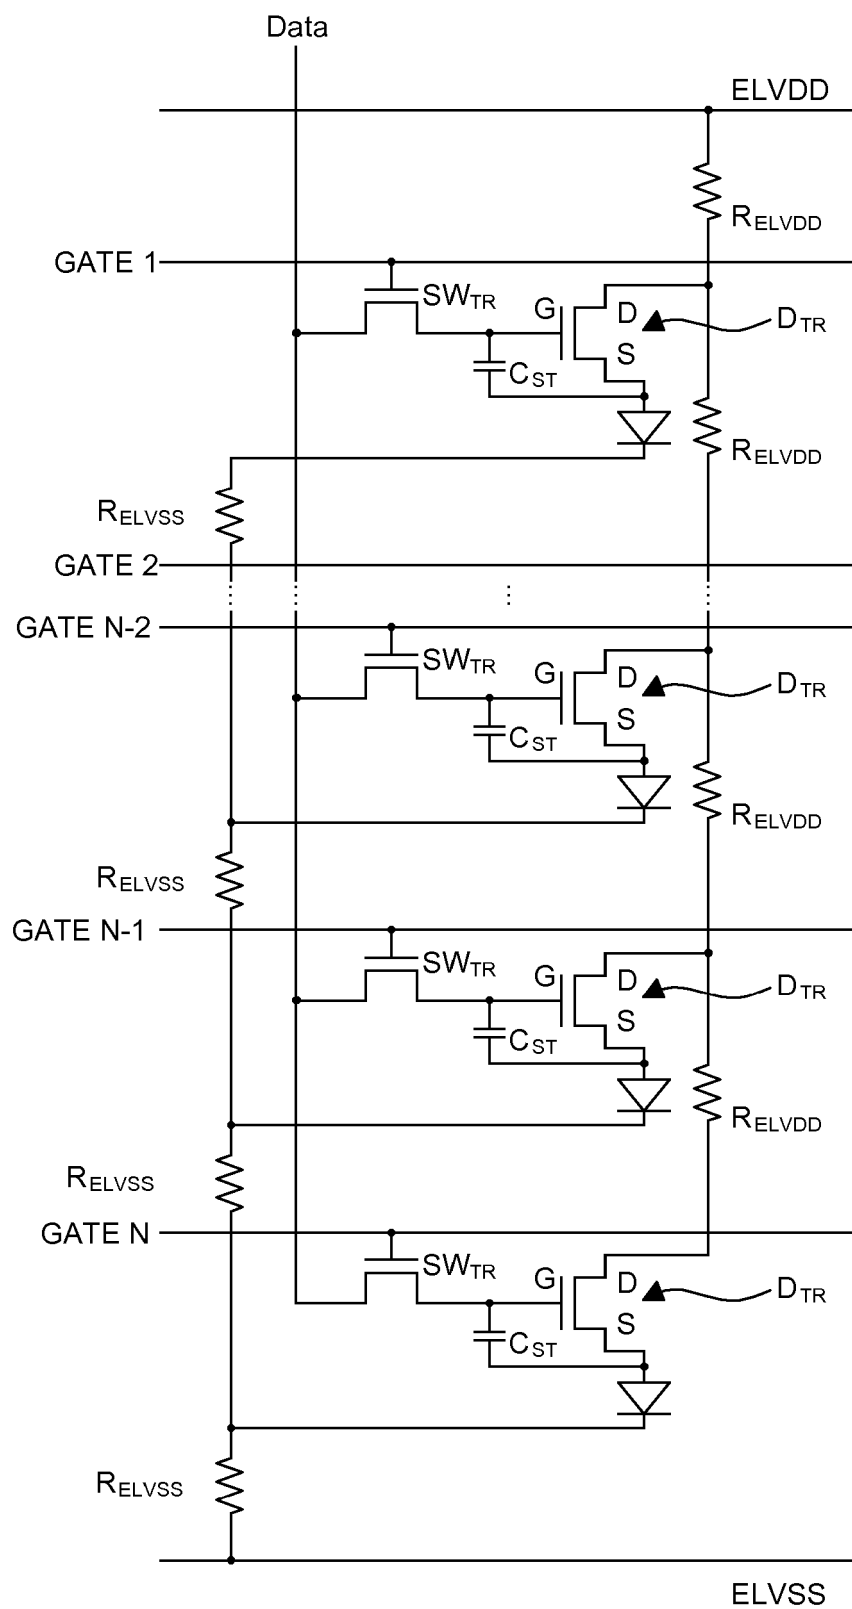 Data
ELVDD
RELVDD
GATE 1
SWTR
G
D
DTR
S
CST
RELVDD
RELVSS
GATE 2
GATE N-2
SWTR
G
D
DTR
S
CST
RELVDD
RELVSS
GATE N-1
SWTR
G
D
DTR
S
CST
RELVDD
RELVSS
GATE N
SWTR
G
D
DTR
S
CST
RELVSS
ELVSS